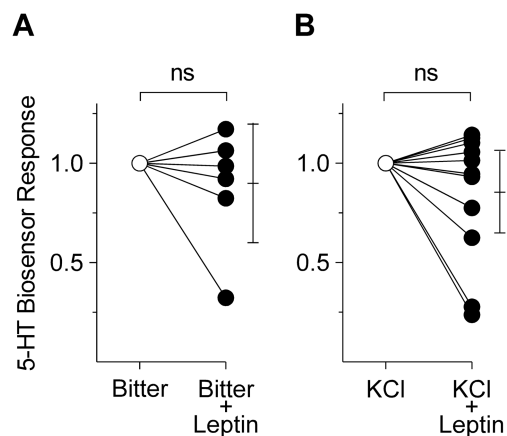 A
B
ns
ns
5-HT Biosensor Response
1.0
0.5
1.0
0.5
Bitter
Bitter
+
Leptin
KCl
KCl
+
Leptin